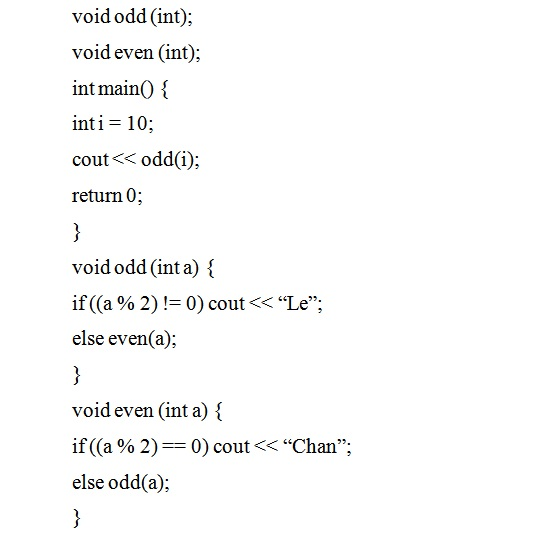 void odd (int);
void even (int);
int main() {
int i = 10;
cout << odd(i);
return 0;
}
void odd (int a) {
if ((a % 2) != 0) cout << “Le”;
else even(a);
}
void even (int a) {
if ((a % 2) == 0) cout << “Chan”;
else odd(a);
}